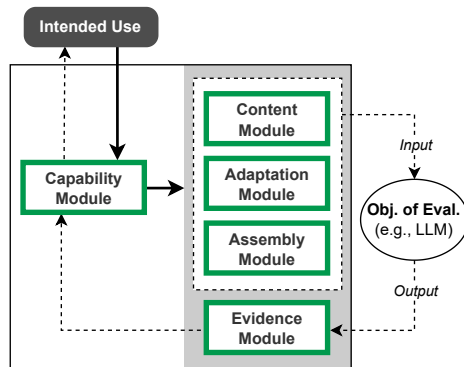 Intended Use
Content
Module
Input
Capability
Module
Adaptation
Module
Obj. of Eval.
(e.g., LLM)
Assembly
Module
Output
Evidence
Module